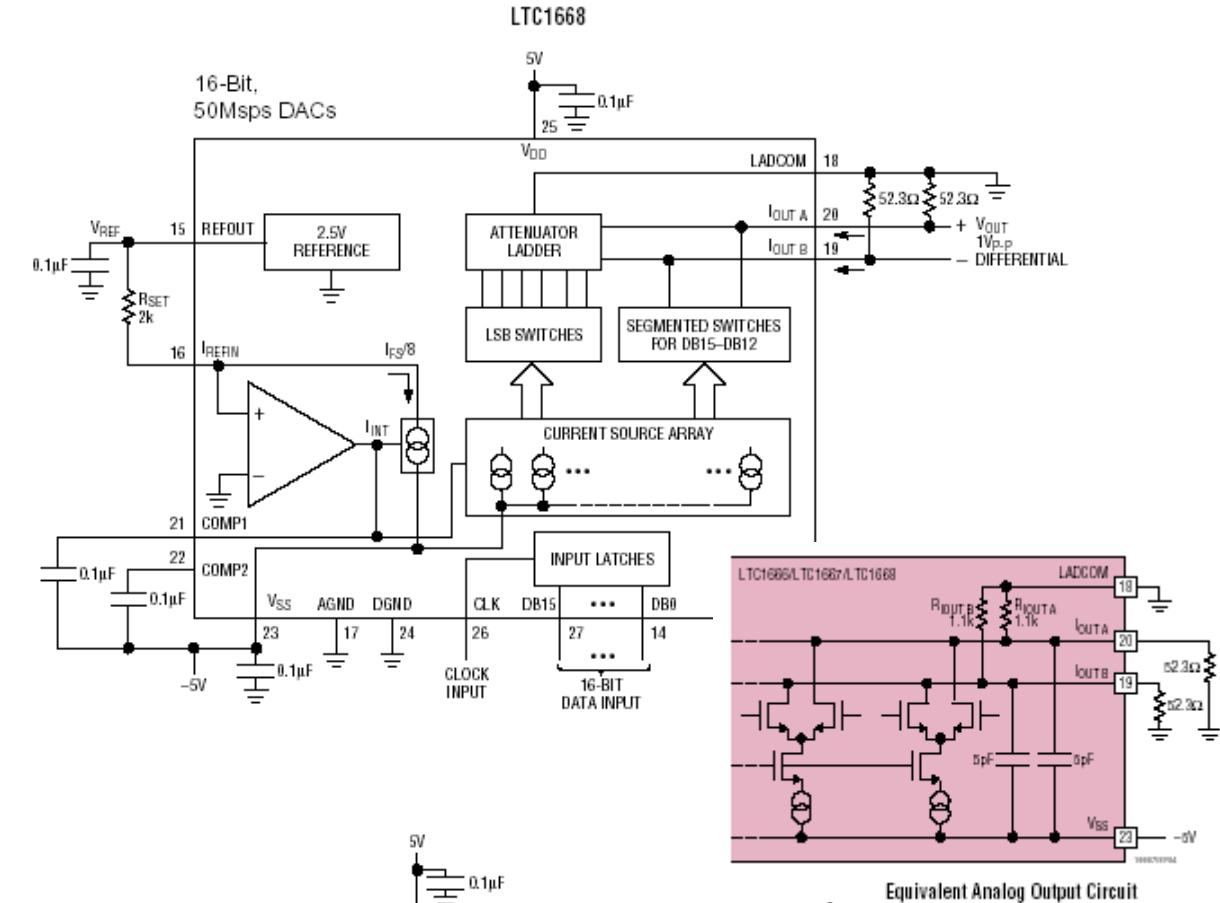 LTC1668
5V
16-Bit,
50Msps DACs
0.1µF
25
VDD
LADCOM 18
52.3Ω 52.3Ω
IOUT A 20
+ VOUT
1VP-P
IOUT B 19
– DIFFERENTIAL
VREF
15 REFOUT
2.5V
REFERENCE
ATTENUATOR
LADDER
0.1µF
RSET
2k
LSB SWITCHES
SEGMENTED SWITCHES
FOR DB15–DB12
16 IREFIN
IFS/8
+
–
IINT
CURRENT SOURCE ARRAY
••• •••
21 COMP1
22 COMP2
INPUT LATCHES
0.1µF
0.1µF
VSS AGND DGND CLK DB15 ••• DB0
23 17 24 26 27 14
•••
–5V
0.1µF
CLOCK
INPUT
16-BIT
DATA INPUT
LTC1666/LTC1667/LTC1668
LADCOM
18
RIOUT B
1.1k
RIOUT A
1.1k
IOUT A
20
52.3Ω
IOUT B
19
52.3Ω
5pF
5pF
VSS
23
–5V
5V
0.1µF
Equivalent Analog Output Circuit